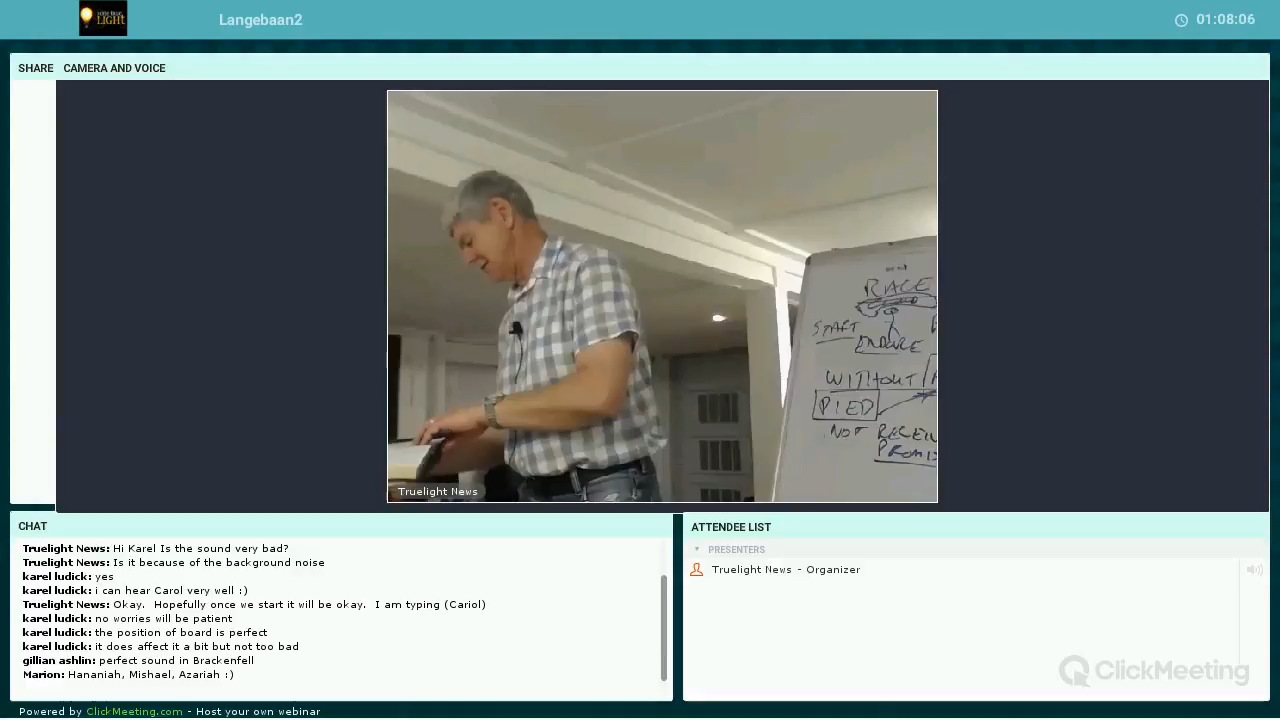 LIGHT
Langebaan2
01:08:06
SHARE CAMERA AND VOICE
RACE
START
ENDURE
WITHOUT
PIED
NOT RECEIV
PROMIS
Truelight News
CHAT
Truelight News: Hi Karel Is the sound very bad?
Truelight News: Is it because of the background noise
karel ludick: yes
karel ludick: i can hear Carol very well :)
Truelight News: Okay. Hopefully once we start it will be okay. I am typing (Cariol)
karel ludick: no worries will be patient
karel ludick: the position of board is perfect
karel ludick: it does affect it a bit but not too bad
gillian ashlin: perfect sound in Brackenfell
Marion: Hananiah, Mishael, Azariah :)
ATTENDEE LIST
PRESENTERS
Truelight News - Organizer
ClickMeeting
Powered by ClickMeeting.com - Host your own webinar